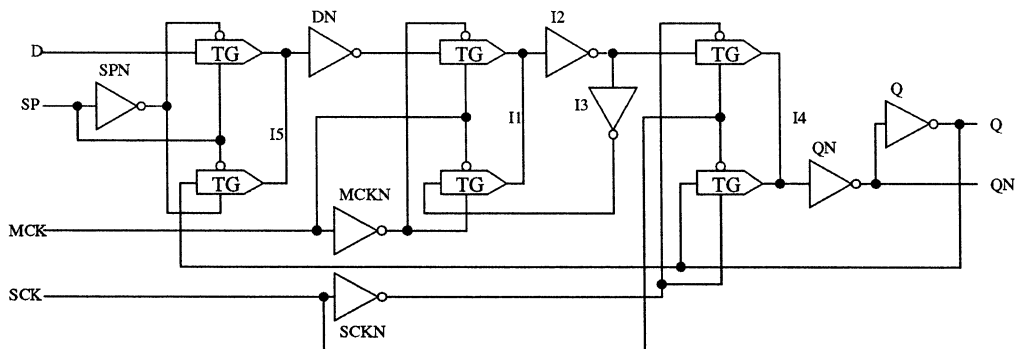 DN
I2
D
TG
TG
TG
SPN
Q
SP
I3
I5
I1
I4
Q
TG
TG
TG
QN
QN
MCKN
MCK
SCK
SCKN